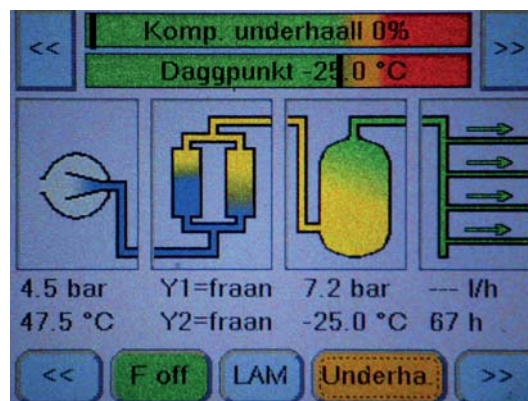 << Komp. underhaall 0% >>
Daggpunkt -25.0 °C
4.5 bar Y1=fraan 7.2 bar --- l/h
47.5 °C Y2=fraan -25.0 °C 67 h
<< F off LAM Underha. >>